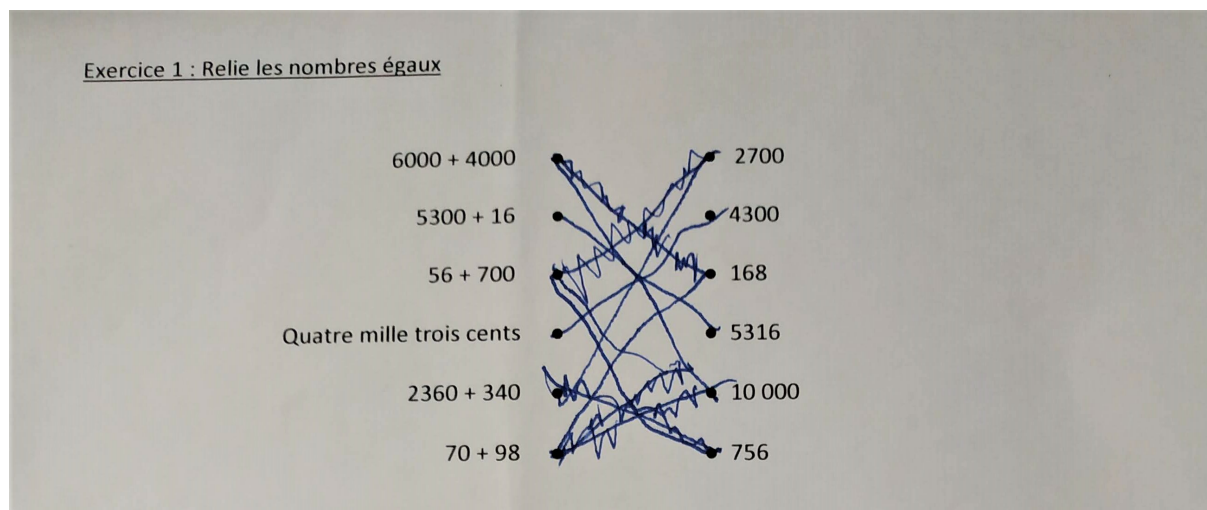 Exercice 1 : Relie les nombres égaux
6000 + 4000 2700
5300 + 16 4300
56 + 700 168
Quatre mille trois cents 5316
2360 + 340 10 000
70 + 98 756